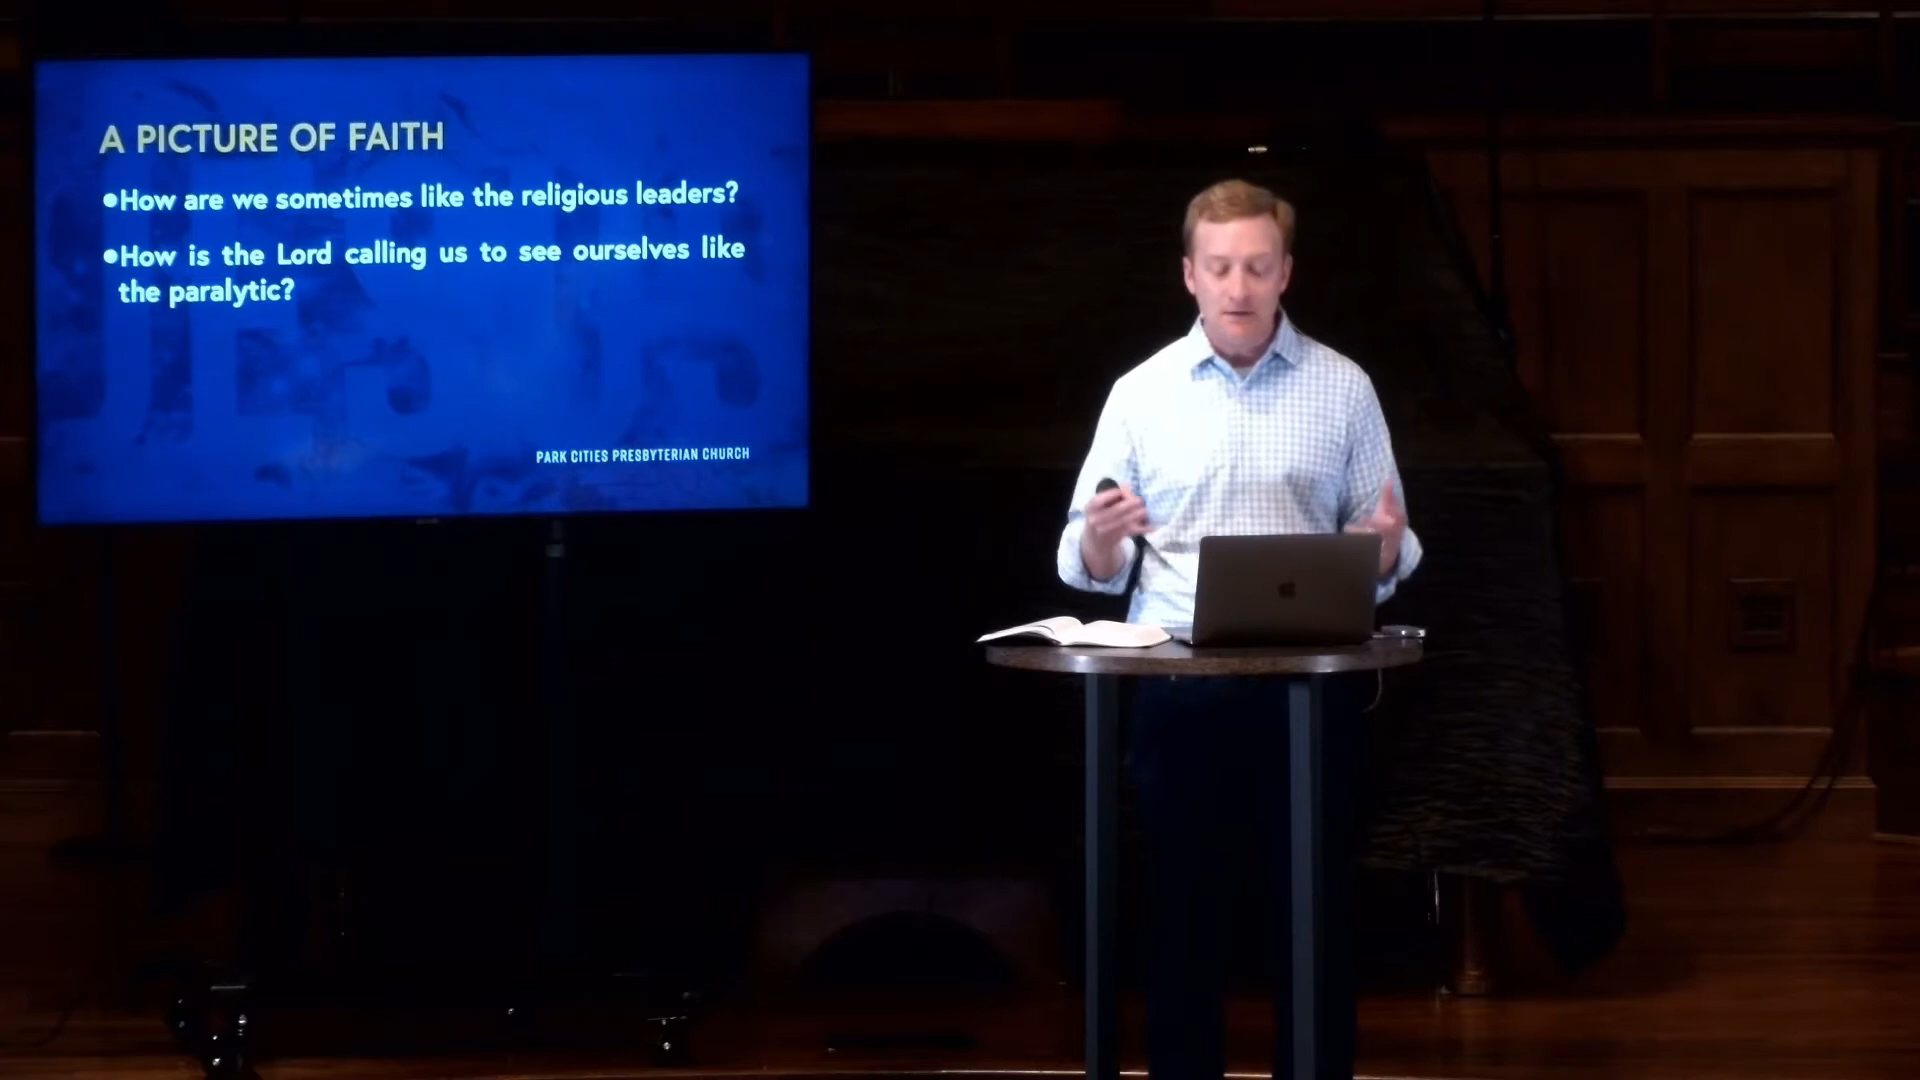 A PICTURE OF FAITH
•How are we sometimes like the religious leaders?
•How is the Lord calling us to see ourselves like
the paralytic?
PARK CITIES PRESBYTERIAN CHURCH